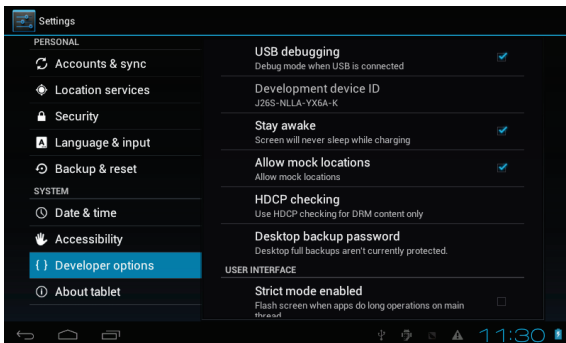 Settings
PERSONAL
Accounts & sync
Location services
Security
Language & input
Backup & reset
SYSTEM
Date & time
Accessibility
Developer options
About tablet
USB debugging
Debug mode when USB is connected
Development device ID
J26S-NLLA-YX6A-K
Stay awake
Screen will never sleep while charging
Allow mock locations
Allow mock locations
HDCP checking
Use HDCP checking for DRM content only
Desktop backup password
Desktop full backups aren't currently protected.
USER INTERFACE
Strict mode enabled
Flash screen when apps do long operations on main
thread
11:30